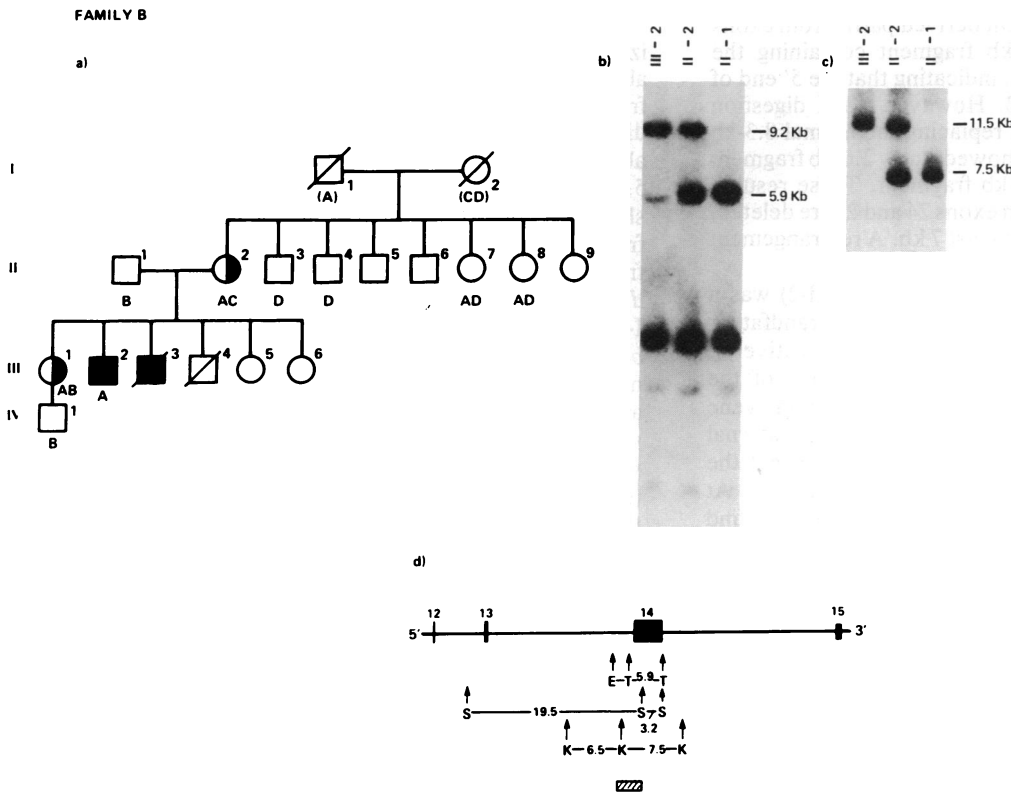 FAMILY B
a)
I
1
2
(A)
(CD)
II
1 2 3 4 5 6 7 8 9
B AC D D AD AD
III
1 2 3 4 5 6
AB A
IV
1
B
b)
III – 2
II – 2
II – 1
9.2 Kb
5.9 Kb
c)
III – 2
II – 2
II – 1
11.5 Kb
7.5 Kb
d)
12 13 14 15
5′ 3′
E T 5.9 T
S 19.5 S S
3.2
K 6.5 K 7.5 K